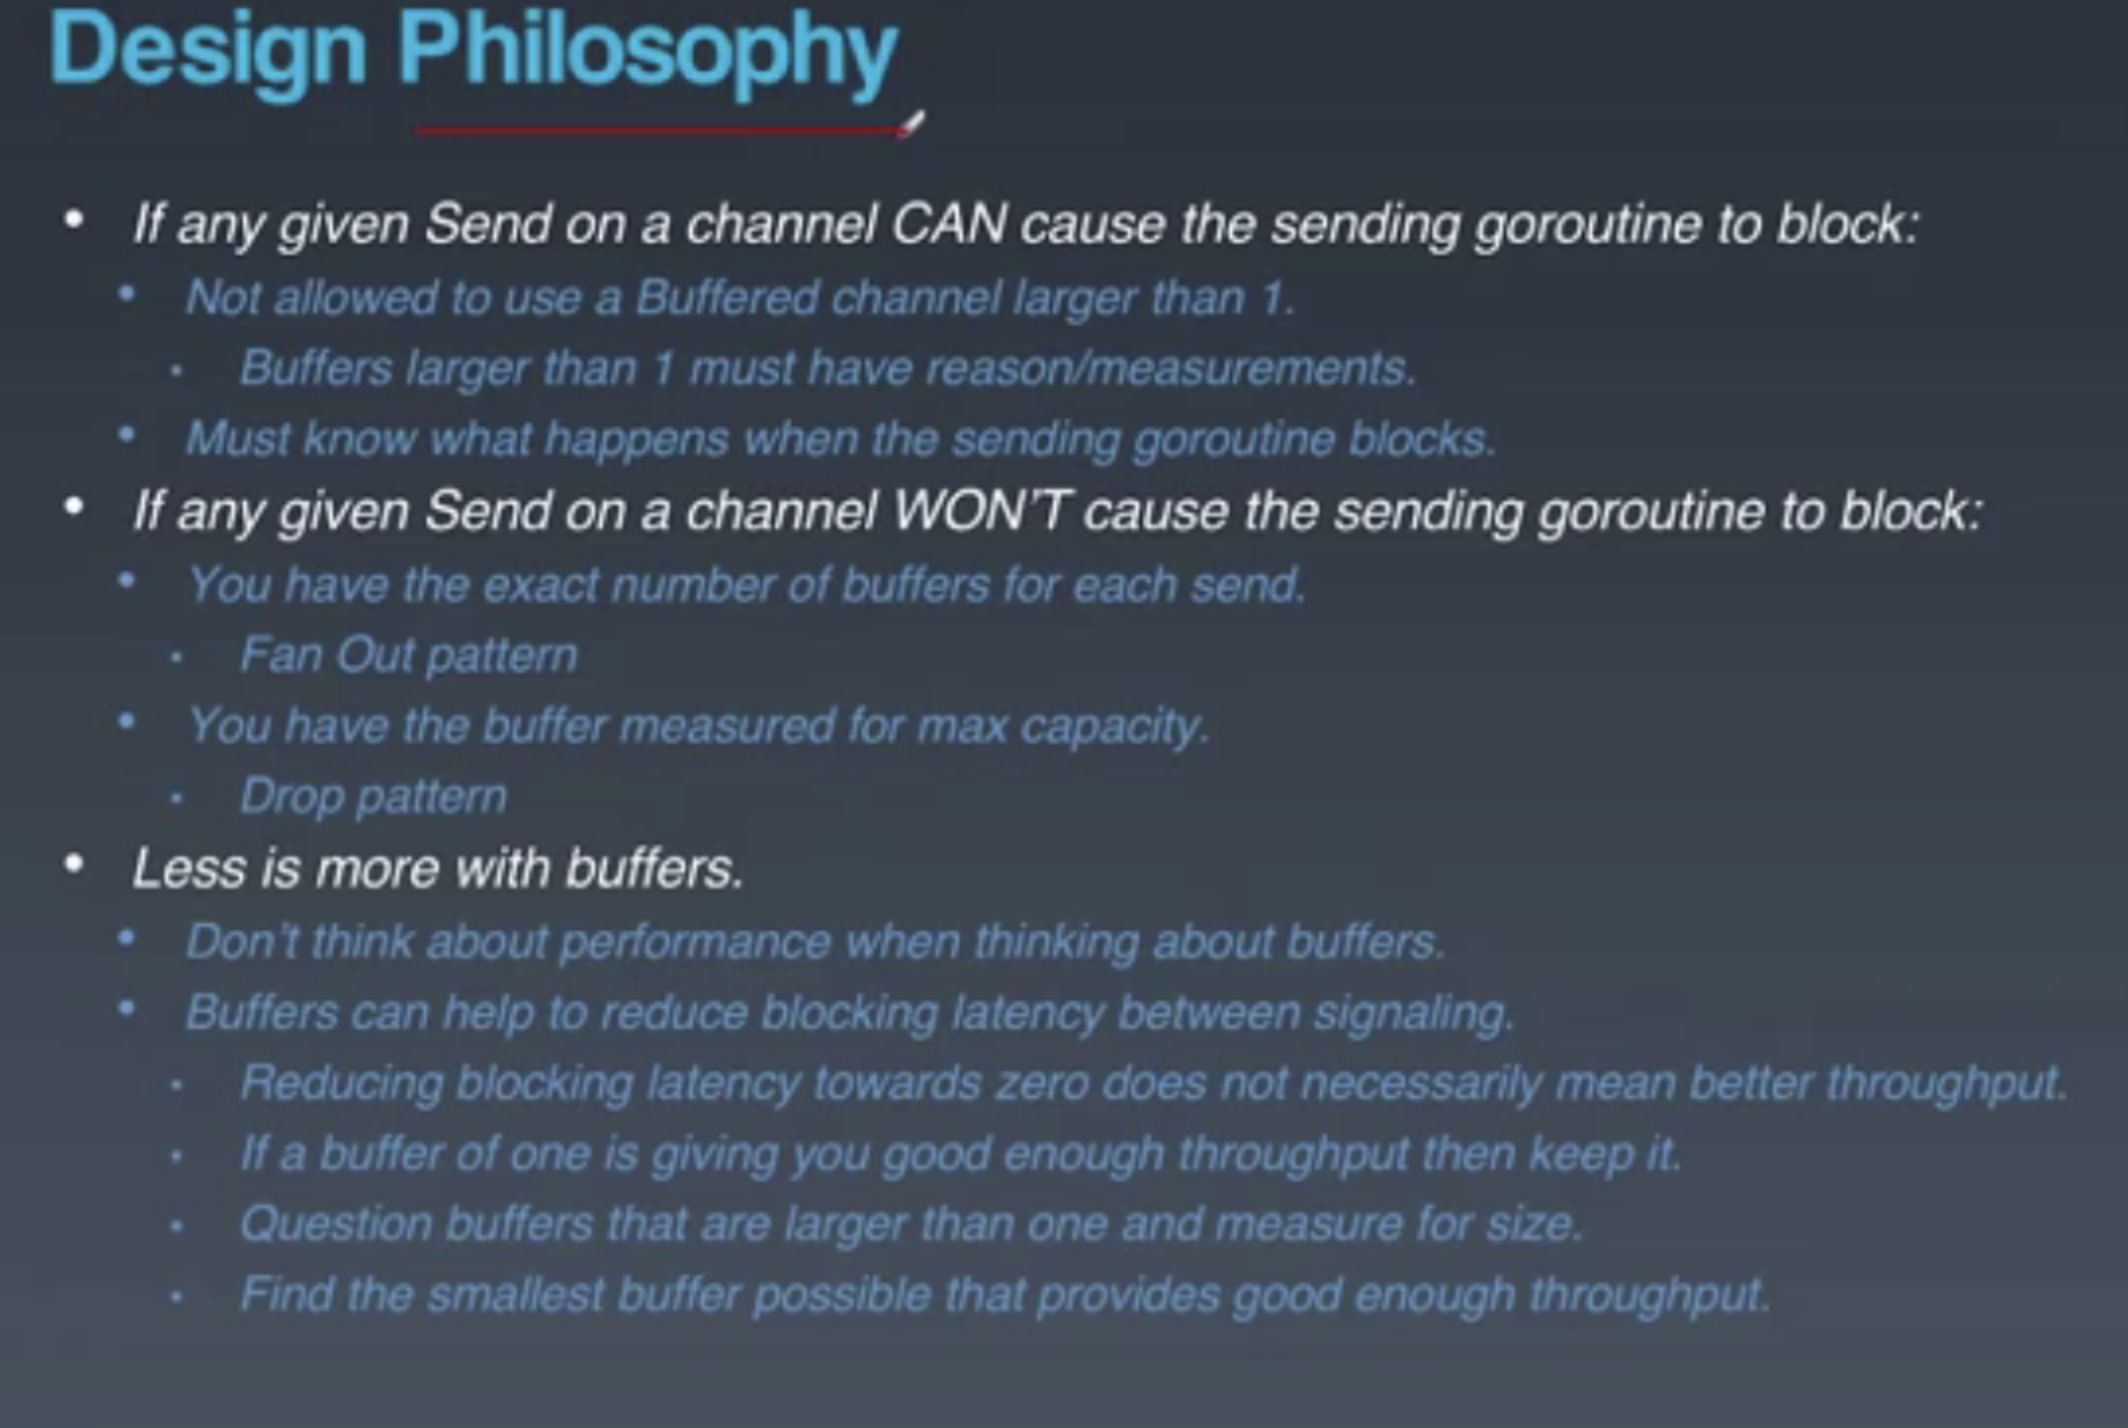 Design Philosophy
• If any given Send on a channel CAN cause the sending goroutine to block:
• Not allowed to use a Buffered channel larger than 1.
• Buffers larger than 1 must have reason/measurements.
• Must know what happens when the sending goroutine blocks.
• If any given Send on a channel WON'T cause the sending goroutine to block:
• You have the exact number of buffers for each send.
• Fan Out pattern
• You have the buffer measured for max capacity.
• Drop pattern
• Less is more with buffers.
• Don't think about performance when thinking about buffers.
• Buffers can help to reduce blocking latency between signaling.
• Reducing blocking latency towards zero does not necessarily mean better throughput.
• If a buffer of one is giving you good enough throughput then keep it.
• Question buffers that are larger than one and measure for size.
• Find the smallest buffer possible that provides good enough throughput.